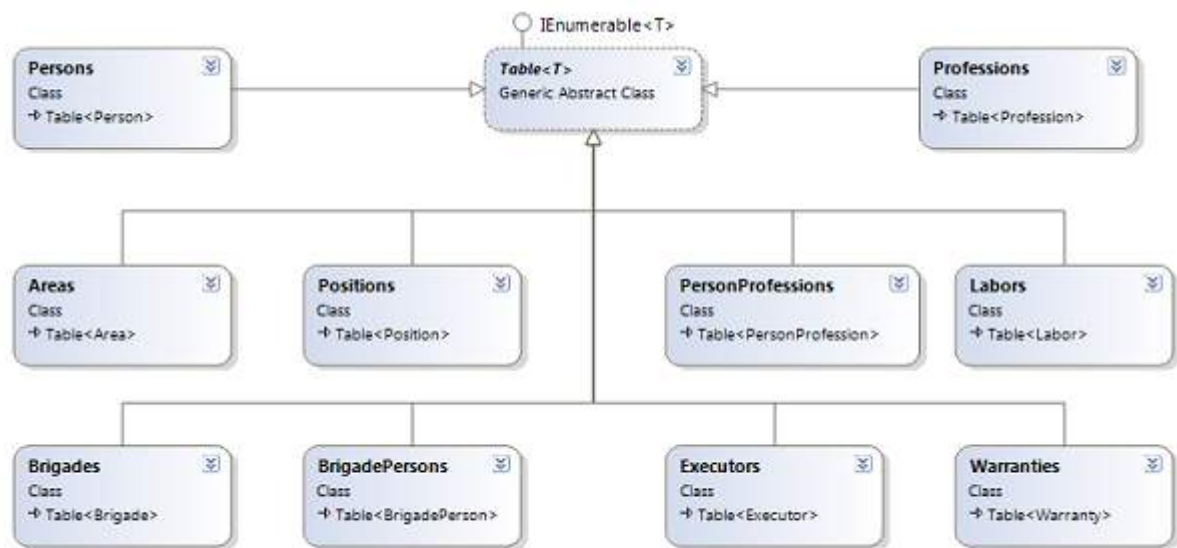 IEnumerable<T>
Persons
Class
Table<Person>
Table<T>
Generic Abstract Class
Professions
Class
Table<Profession>
Areas
Class
Table<Area>
Positions
Class
Table<Position>
PersonProfessions
Class
Table<PersonProfession>
Labors
Class
Table<Labor>
Brigades
Class
Table<Brigade>
BrigadePersons
Class
Table<BrigadePerson>
Executors
Class
Table<Executor>
Warranties
Class
Table<Warranty>